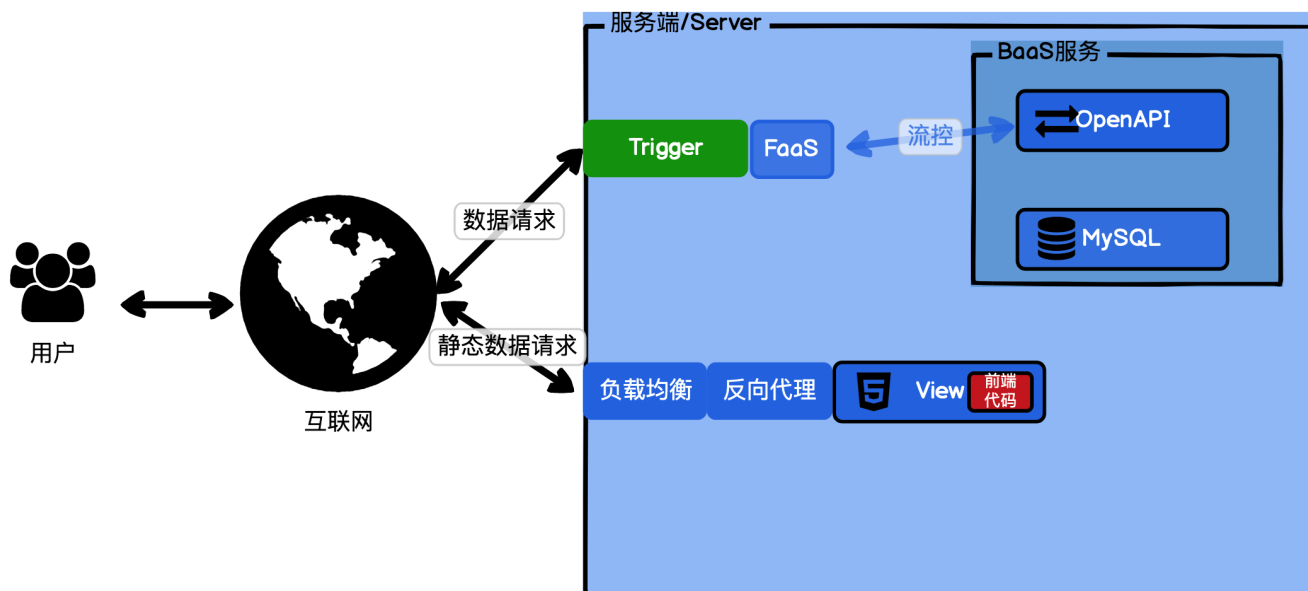 服务端/Server
BaaS服务
OpenAPI
Trigger
FaaS
流控
数据请求
MySQL
用户
静态数据请求
负载均衡
反向代理
5
View
前端
代码
互联网